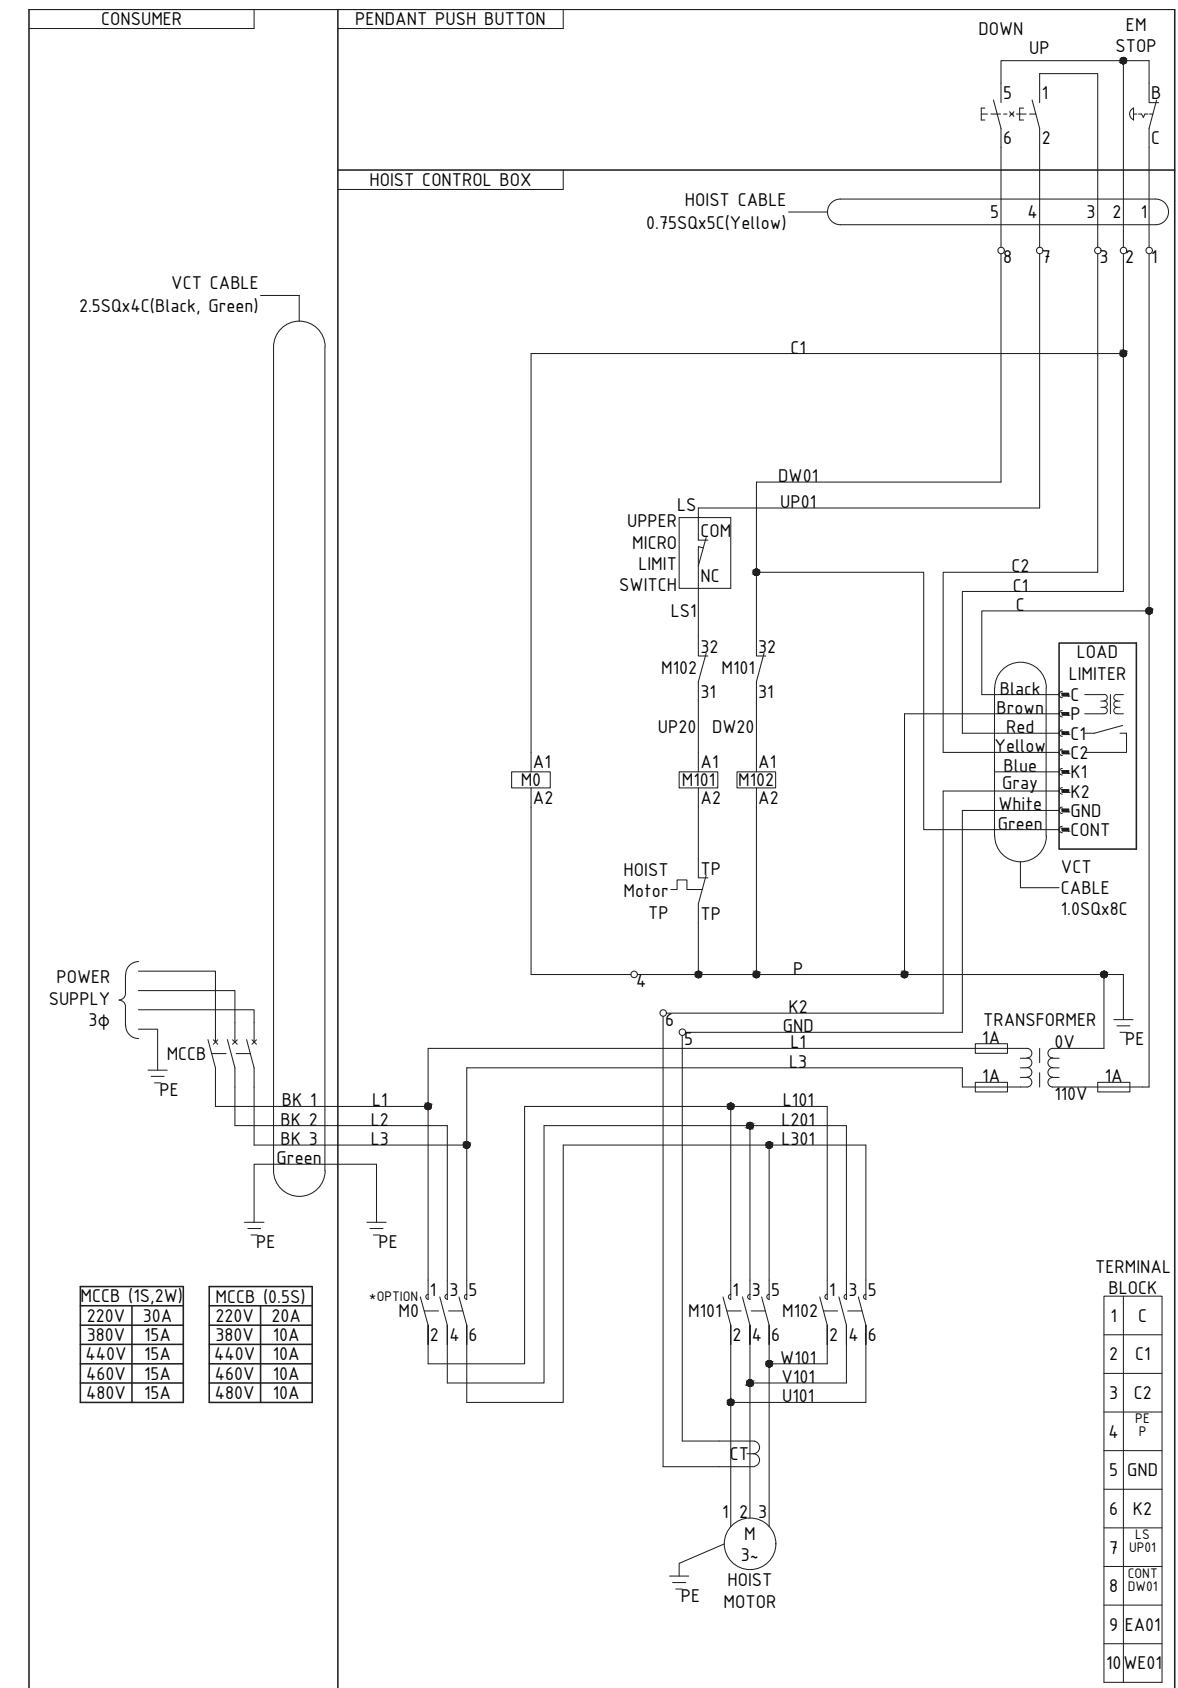 CONSUMER
PENDANT PUSH BUTTON
DOWN
UP
EM
STOP
5
1
B
6
2
C
HOIST CONTROL BOX
HOIST CABLE
0.75SQx5C(Yellow)
5
4
3
2
1
8
7
3
2
1
VCT CABLE
2.5SQx4C(Black, Green)
C1
DW01
UP01
LS
UPPER
MICRO
LIMIT
SWITCH
COM
NC
LS1
C2
C1
C
M102
32
31
M101
32
31
UP20
DW20
LOAD
LIMITER
Black
C
Brown
P
Red
C1
Yellow
C2
Blue
K1
Gray
K2
White
GND
Green
CONT
VCT
CABLE
1.0SQx8C
A1
M0
A2
A1
M101
A2
A1
M102
A2
HOIST
Motor
TP
TP
TP
P
4
POWER
SUPPLY
3ϕ
MCCB
PE
K2
6
GND
5
L1
L3
TRANSFORMER
1A
0V
1A
110V
1A
PE
BK 1
L1
BK 2
L2
BK 3
L3
Green
PE
PE
L101
L201
L301
MCCB (1S,2W)
220V 30A
380V 15A
440V 15A
460V 15A
480V 15A
MCCB (0.5S)
220V 20A
380V 10A
440V 10A
460V 10A
480V 10A
*OPTION
M0
1 3 5
2 4 6
M101
1 3 5
2 4 6
M102
1 3 5
2 4 6
W101
V101
U101
CT
1 2 3
M
3~
HOIST
MOTOR
PE
TERMINAL
BLOCK
1 C
2 C1
3 C2
4 PE
P
5 GND
6 K2
7 LS
UP01
8 CONT
DW01
9 EA01
10 WE01